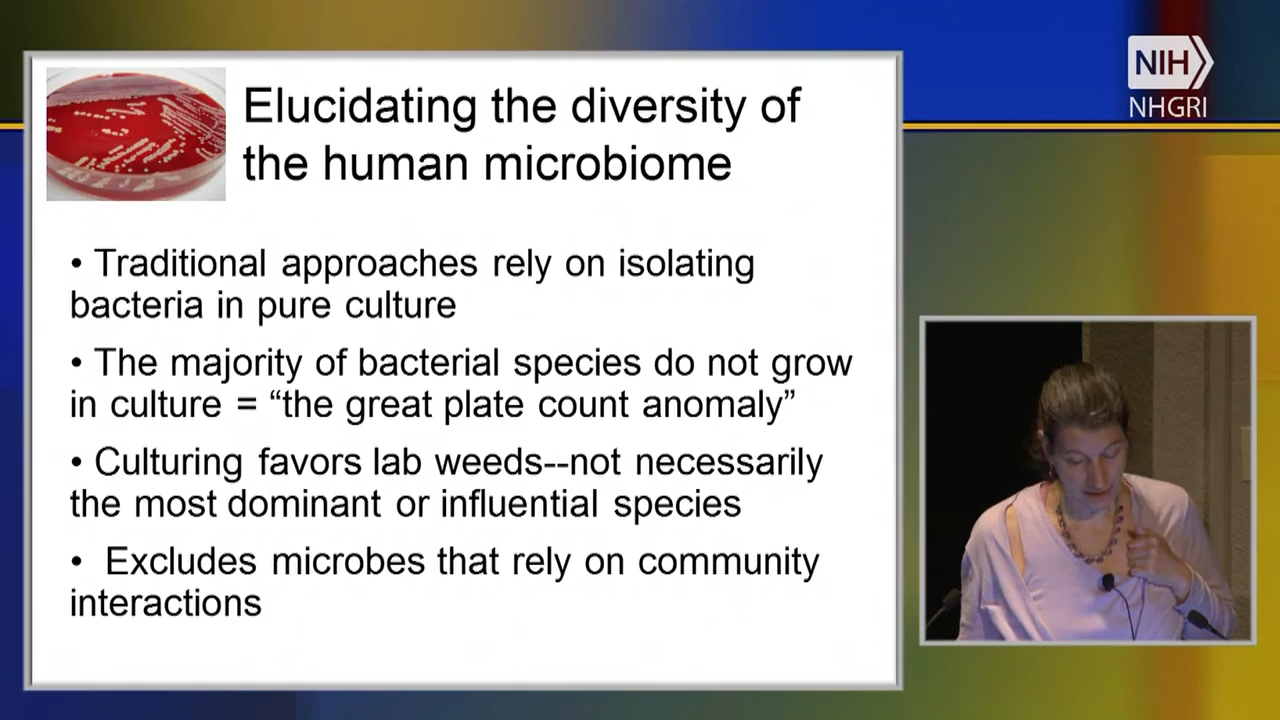 NIH
NHGRI
Elucidating the diversity of
the human microbiome
• Traditional approaches rely on isolating
bacteria in pure culture
• The majority of bacterial species do not grow
in culture = “the great plate count anomaly”
• Culturing favors lab weeds--not necessarily
the most dominant or influential species
• Excludes microbes that rely on community
interactions